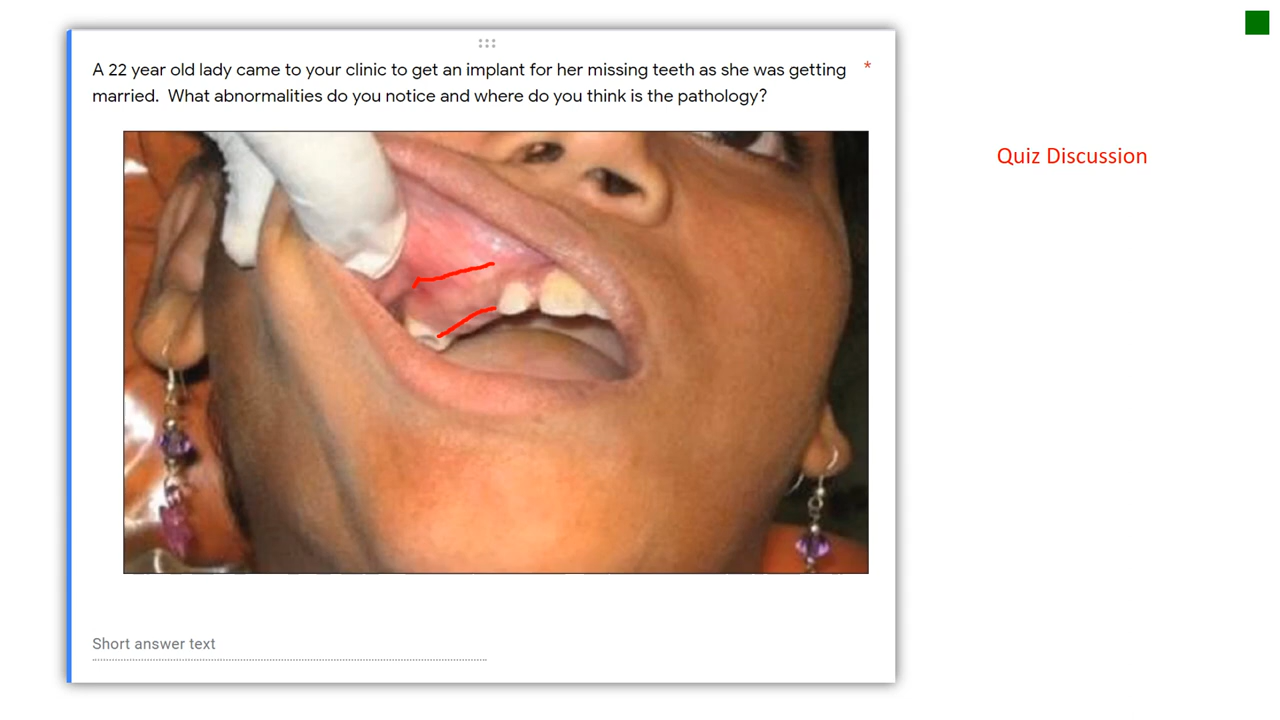 A 22 year old lady came to your clinic to get an implant for her missing teeth as she was getting *
married. What abnormalities do you notice and where do you think is the pathology?
Quiz Discussion
Short answer text